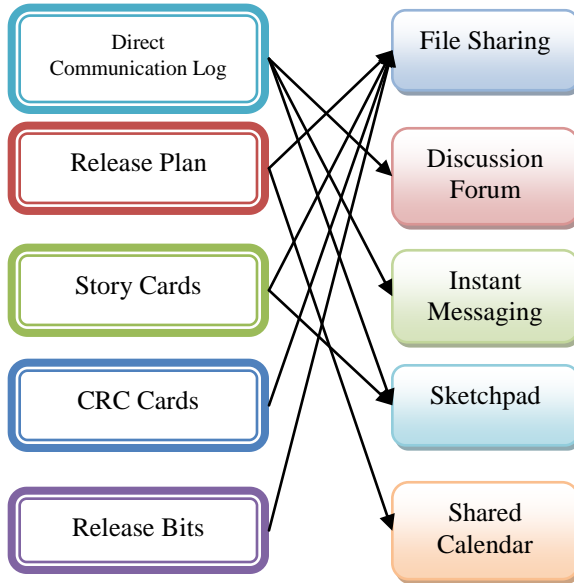 Direct
Communication Log
Release Plan
Story Cards
CRC Cards
Release Bits
File Sharing
Discussion
Forum
Instant
Messaging
Sketchpad
Shared
Calendar